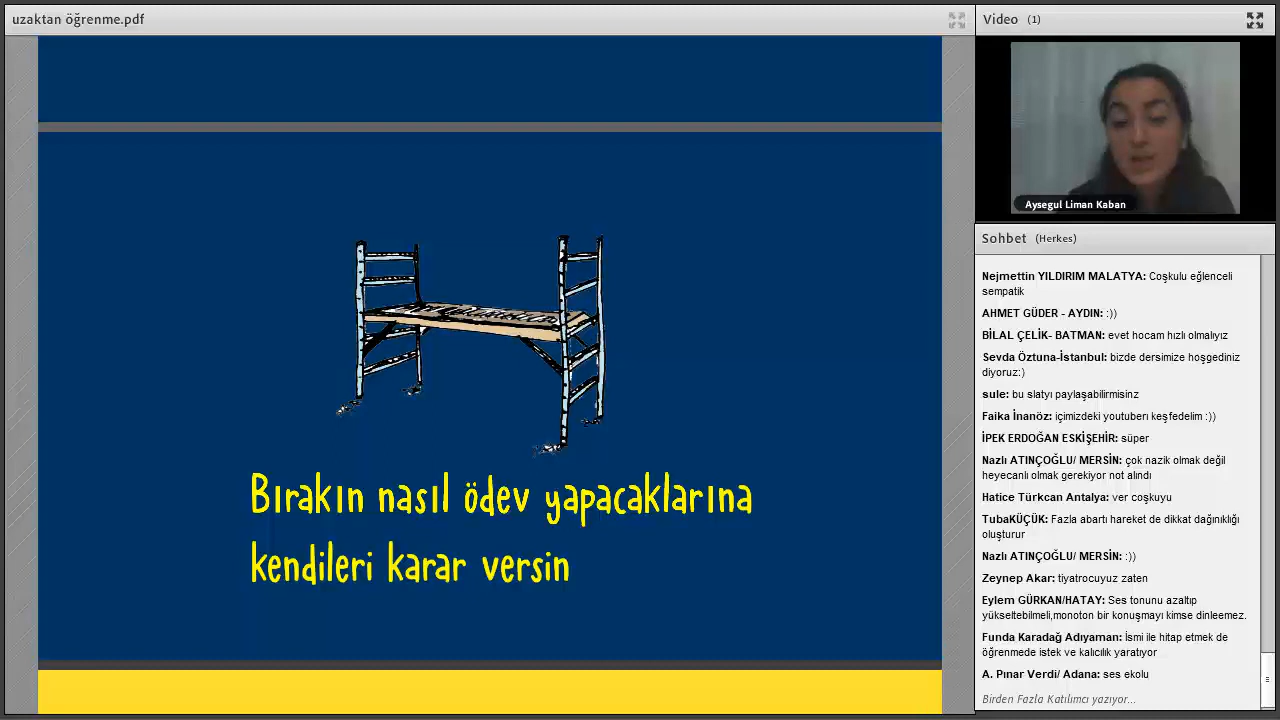 uzaktan öğrenme.pdf
Bırakın nasıl ödev yapacaklarına
kendileri karar versin
Video (1)
Aysegul Liman Kaban
Sohbet (Herkes)
Nejmettin YILDIRIM MALATYA: Coşkulu eğlenceli
sempatik
AHMET GÜDER - AYDIN: :))
BİLAL ÇELİK- BATMAN: evet hocam hızlı olmalıyız
Sevda Öztuna-İstanbul: bizde dersimize hoşgediniz
diyoruz:)
sule: bu slatyı paylaşabilirmisinz
Faika İnanöz: içimizdeki youtuberı keşfedelim :))
İPEK ERDOĞAN ESKİŞEHİR: süper
Nazlı ATINÇOĞLU/ MERSİN: çok nazik olmak değil
heyecanlı olmak gerekiyor not alındı
Hatice Türkcan Antalya: ver coşkuyu
TubaKÜÇÜK: Fazla abartı hareket de dikkat dağınıklığı
oluşturur
Nazlı ATINÇOĞLU/ MERSİN: :))
Zeynep Akar: tiyatrocuyuz zaten
Eylem GÜRKAN/HATAY: Ses tonunu azaltıp
yükseltebilmeli,monoton bir konuşmayı kimse dinleemez.
Funda Karadağ Adıyaman: İsmi ile hitap etmek de
öğrenmede istek ve kalıcılık yaratıyor
A. Pınar Verdi/ Adana: ses ekolu
Birden Fazla Katılımcı yazıyor...